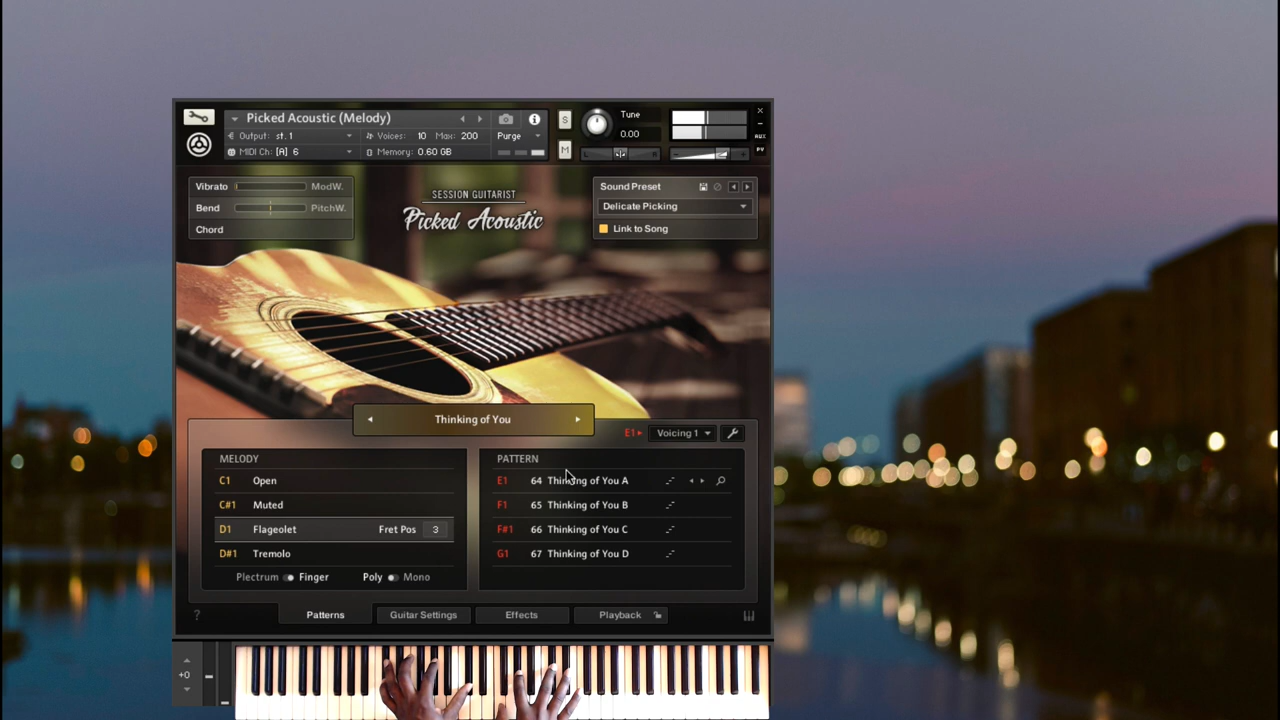 Picked Acoustic (Melody)
Output: st. 1
Voices: 10 Max: 200
Purge
MIDI Ch: [A] 6
Memory: 0.60 GB
S
M
Tune
0.00
L
R
AUX
PV
Vibrato
ModW.
Bend
PitchW.
Chord
SESSION GUITARIST
Picked Acoustic
Sound Preset
Delicate Picking
Link to Song
Thinking of You
E1
Voicing 1
MELODY
C1 Open
C#1 Muted
D1 Flageolet Fret Pos 3
D#1 Tremolo
Plectrum Finger Poly Mono
PATTERN
E1 64 Thinking of You A
F1 65 Thinking of You B
F#1 66 Thinking of You C
G1 67 Thinking of You D
?
Patterns
Guitar Settings
Effects
Playback
+0